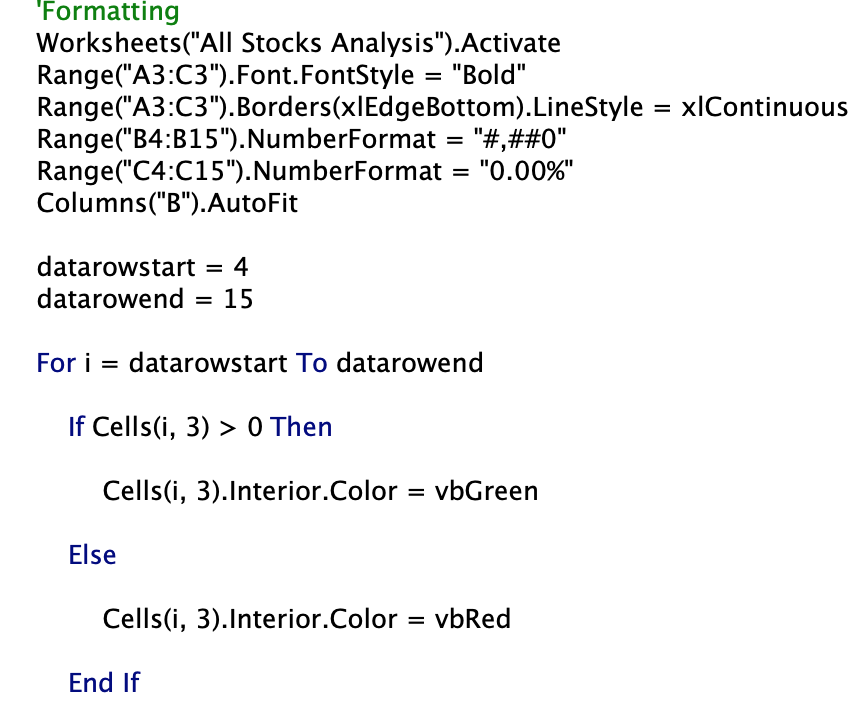 'Formatting
Worksheets("All Stocks Analysis").Activate
Range("A3:C3").Font.FontStyle = "Bold"
Range("A3:C3").Borders(xlEdgeBottom).LineStyle = xlContinuous
Range("B4:B15").NumberFormat = "#,##0"
Range("C4:C15").NumberFormat = "0.00%"
Columns("B").AutoFit
datarowstart = 4
datarowend = 15
For i = datarowstart To datarowend
If Cells(i, 3) > 0 Then
Cells(i, 3).Interior.Color = vbGreen
Else
Cells(i, 3).Interior.Color = vbRed
End If